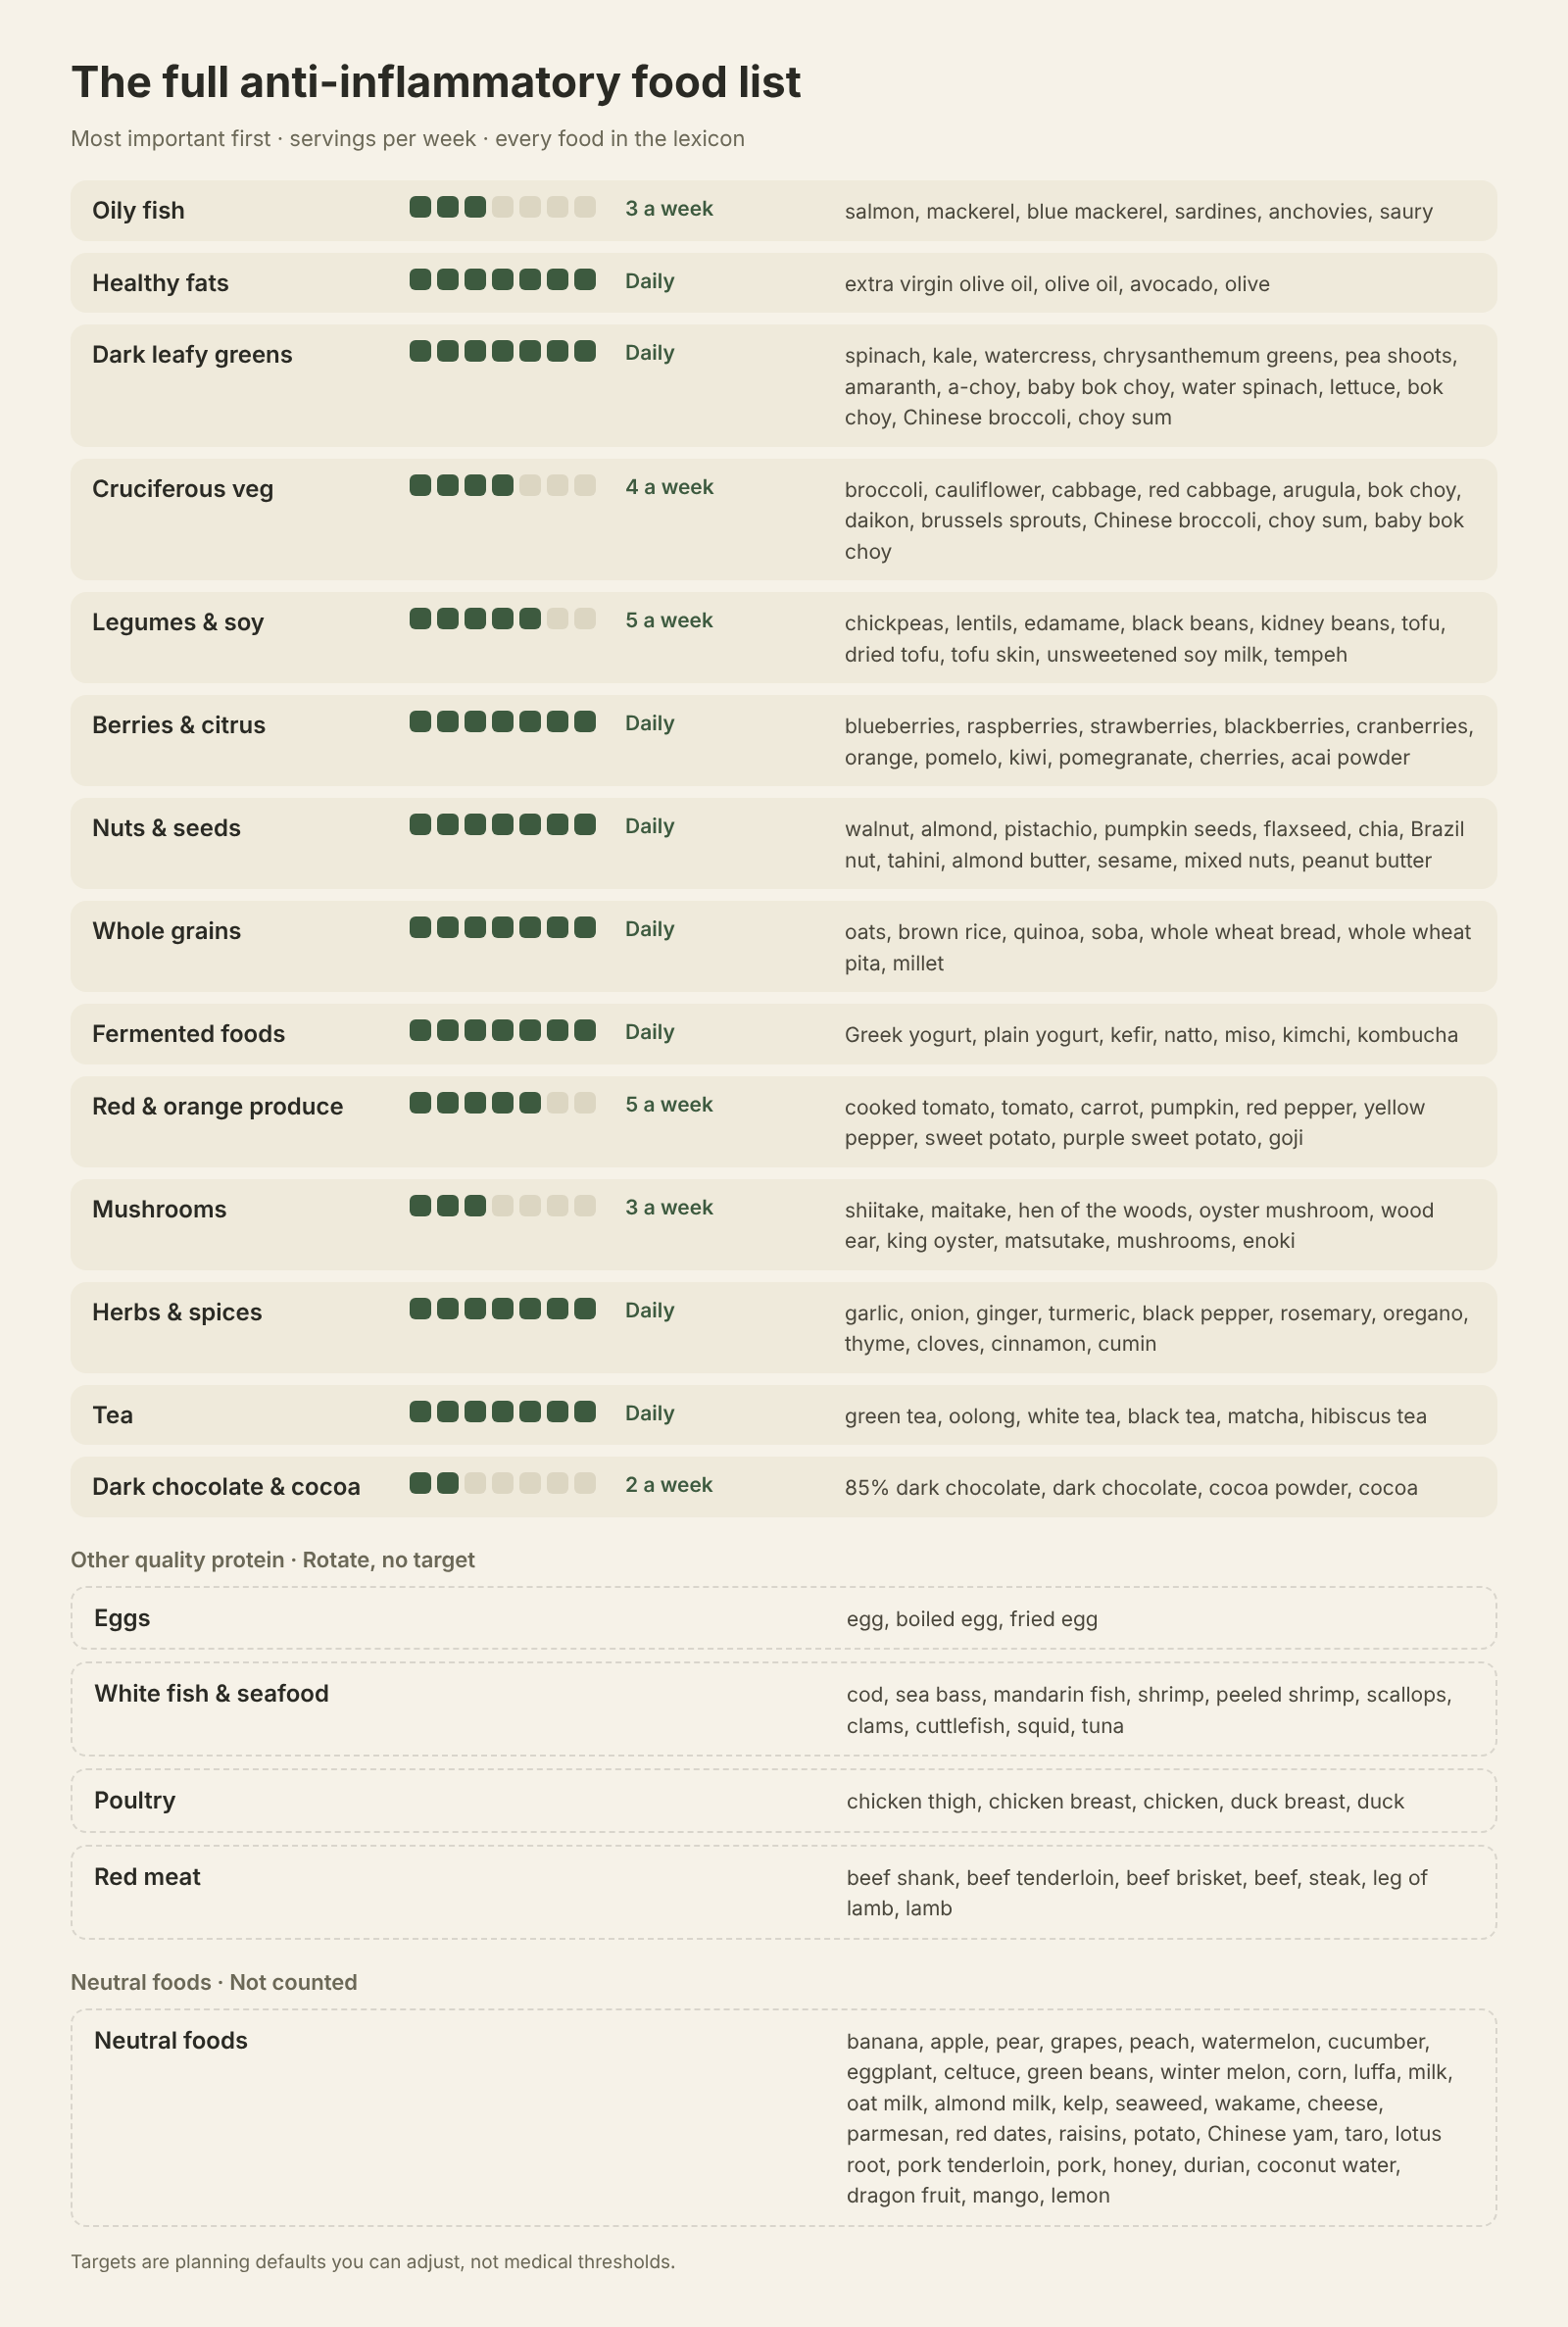 The full anti-inflammatory food list
Most important first · servings per week · every food in the lexicon
Oily fish
3 a week
salmon, mackerel, blue mackerel, sardines, anchovies, saury
Healthy fats
Daily
extra virgin olive oil, olive oil, avocado, olive
Dark leafy greens
Daily
spinach, kale, watercress, chrysanthemum greens, pea shoots,
amaranth, a-choy, baby bok choy, water spinach, lettuce, bok
choy, Chinese broccoli, choy sum
Cruciferous veg
4 a week
broccoli, cauliflower, cabbage, red cabbage, arugula, bok choy,
daikon, brussels sprouts, Chinese broccoli, choy sum, baby bok
choy
Legumes & soy
5 a week
chickpeas, lentils, edamame, black beans, kidney beans, tofu,
dried tofu, tofu skin, unsweetened soy milk, tempeh
Berries & citrus
Daily
blueberries, raspberries, strawberries, blackberries, cranberries,
orange, pomelo, kiwi, pomegranate, cherries, acai powder
Nuts & seeds
Daily
walnut, almond, pistachio, pumpkin seeds, flaxseed, chia, Brazil
nut, tahini, almond butter, sesame, mixed nuts, peanut butter
Whole grains
Daily
oats, brown rice, quinoa, soba, whole wheat bread, whole wheat
pita, millet
Fermented foods
Daily
Greek yogurt, plain yogurt, kefir, natto, miso, kimchi, kombucha
Red & orange produce
5 a week
cooked tomato, tomato, carrot, pumpkin, red pepper, yellow
pepper, sweet potato, purple sweet potato, goji
Mushrooms
3 a week
shiitake, maitake, hen of the woods, oyster mushroom, wood
ear, king oyster, matsutake, mushrooms, enoki
Herbs & spices
Daily
garlic, onion, ginger, turmeric, black pepper, rosemary, oregano,
thyme, cloves, cinnamon, cumin
Tea
Daily
green tea, oolong, white tea, black tea, matcha, hibiscus tea
Dark chocolate & cocoa
2 a week
85% dark chocolate, dark chocolate, cocoa powder, cocoa
Other quality protein · Rotate, no target
Eggs
egg, boiled egg, fried egg
White fish & seafood
cod, sea bass, mandarin fish, shrimp, peeled shrimp, scallops,
clams, cuttlefish, squid, tuna
Poultry
chicken thigh, chicken breast, chicken, duck breast, duck
Red meat
beef shank, beef tenderloin, beef brisket, beef, steak, leg of
lamb, lamb
Neutral foods · Not counted
Neutral foods
banana, apple, pear, grapes, peach, watermelon, cucumber,
eggplant, celtuce, green beans, winter melon, corn, luffa, milk,
oat milk, almond milk, kelp, seaweed, wakame, cheese,
parmesan, red dates, raisins, potato, Chinese yam, taro, lotus
root, pork tenderloin, pork, honey, durian, coconut water,
dragon fruit, mango, lemon
Targets are planning defaults you can adjust, not medical thresholds.